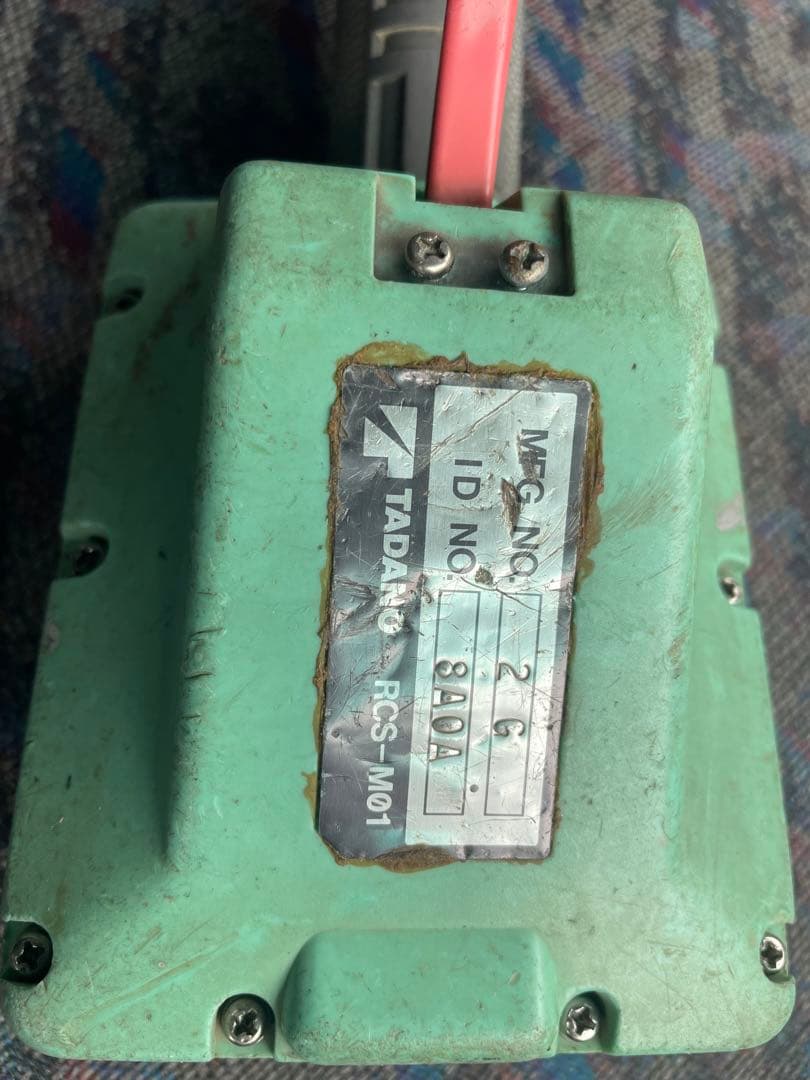 TADANO RCS-M01
MFG NO. 2 G
ID NO. 8A0A